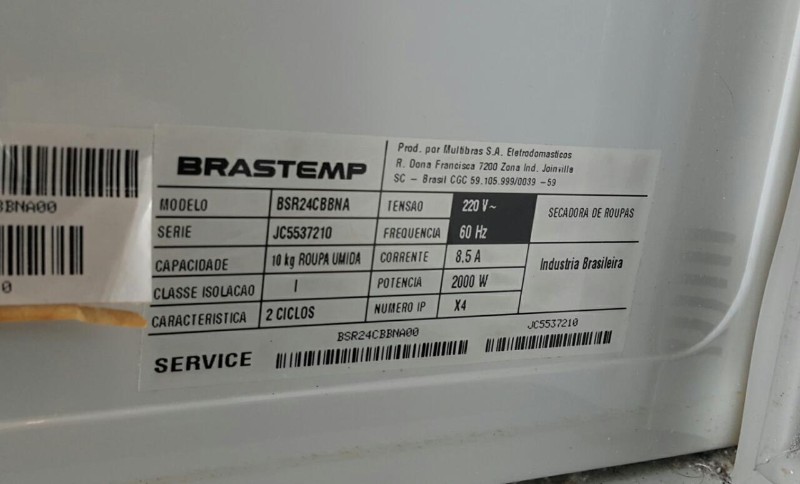 BRASTEMP
Prod. por Multibras S.A. Eletrodomasticos
R. Dona Francisca 7200 Zona Ind. Joinville
SC - Brasil CGC 59.105.999/0039 -59
MODELO BSR24CBBNA TENSAO 220 V~ SECADORA DE ROUPAS
SERIE JC5537210 FREQUENCIA 60 Hz
CAPACIDADE 10 kg ROUPA UMIDA CORRENTE 8.5 A Industria Brasileira
CLASSE ISOLACAO I POTENCIA 2000 W
CARACTERISTICA 2 CICLOS NUMERO IP X4
BSR24CBBNA00 JC5537210
SERVICE
BBNA00
0